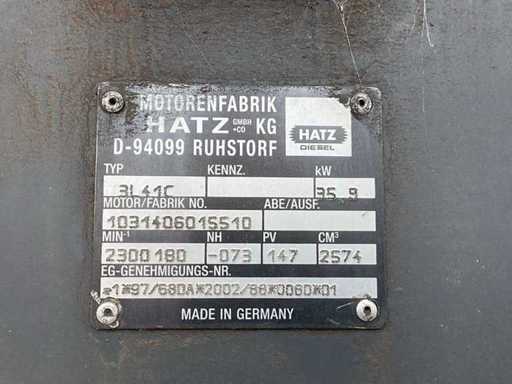 MOTORENFABRIK
HATZ GMBH +CO KG
D-94099 RUHSTORF
HATZ
DIESEL
TYP KENNZ. kW
3L41C 35.9
MOTOR/FABRIK NO. ABE/AUSF.
1031406015510
MIN-1 NH PV CM³
2300 180 -073 147 2574
EG-GENEHMIGUNGS-NR.
e1*97/68DA*2002/88*0060*01
MADE IN GERMANY